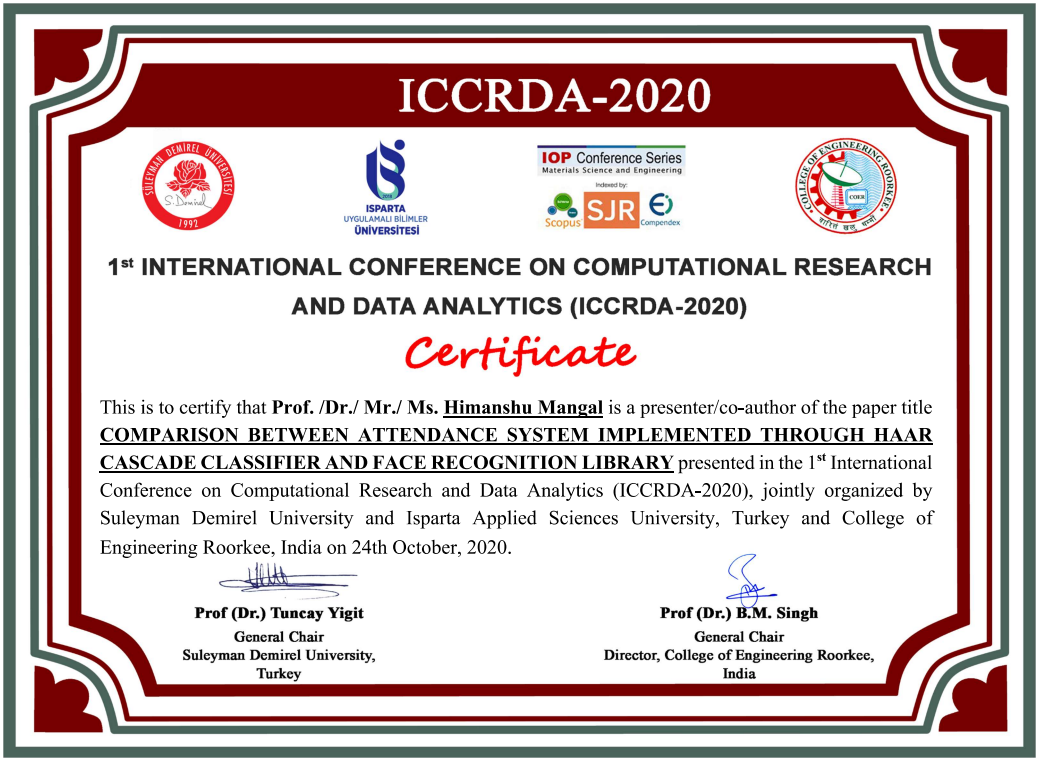 ICCRDA-2020
SÜLEYMAN DEMİREL ÜNİVERSİTESİ
S. Demirel
1992
ISPARTA
UYGULAMALI BİLİMLER
ÜNİVERSİTESİ
IOP Conference Series
Materials Science and Engineering
Indexed by:
Scopus SJR Compendex
COLLEGE OF ENGINEERING ROORKEE
COER
1st INTERNATIONAL CONFERENCE ON COMPUTATIONAL RESEARCH
AND DATA ANALYTICS (ICCRDA-2020)
Certificate
This is to certify that Prof. /Dr./ Mr./ Ms. Himanshu Mangal is a presenter/co-author of the paper title
COMPARISON BETWEEN ATTENDANCE SYSTEM IMPLEMENTED THROUGH HAAR
CASCADE CLASSIFIER AND FACE RECOGNITION LIBRARY presented in the 1st International
Conference on Computational Research and Data Analytics (ICCRDA-2020), jointly organized by
Suleyman Demirel University and Isparta Applied Sciences University, Turkey and College of
Engineering Roorkee, India on 24th October, 2020.
Prof (Dr.) Tuncay Yigit
General Chair
Suleyman Demirel University,
Turkey
Prof (Dr.) B.M. Singh
General Chair
Director, College of Engineering Roorkee,
India